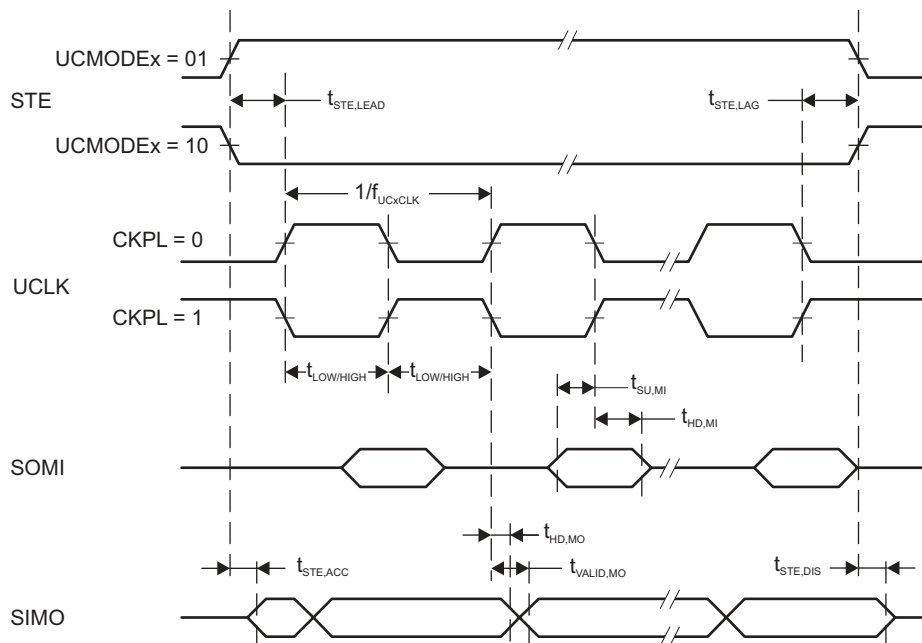 UCMODEx = 01
STE
t_STE,LEAD
t_STE,LAG
UCMODEx = 10
1/f_UCxCLK
CKPL = 0
UCLK
CKPL = 1
t_LOW/HIGH
t_LOW/HIGH
t_SU,MI
t_HD,MI
SOMI
t_HD,MO
t_STE,ACC
t_VALID,MO
t_STE,DIS
SIMO